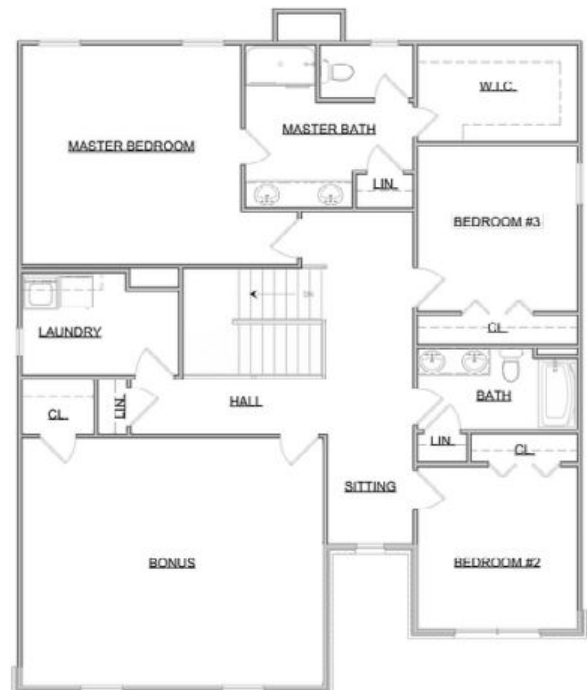 W.I.C.
MASTER BATH
MASTER BEDROOM
LIN.
BEDROOM #3
DN
LAUNDRY
CL.
BATH
HALL
LIN.
CL.
LIN.
CL.
SITTING
BONUS
BEDROOM #2